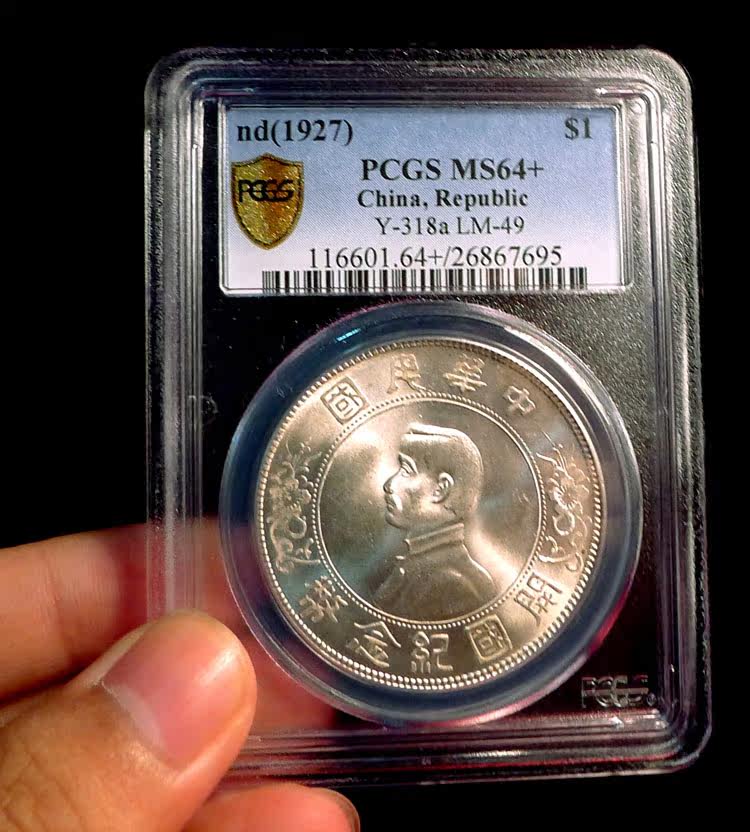 nd(1927) $1
PCGS
PCGS MS64+
China, Republic
Y-318a LM-49
116601.64+/26867695
中華民國
開國紀念幣
PCGS